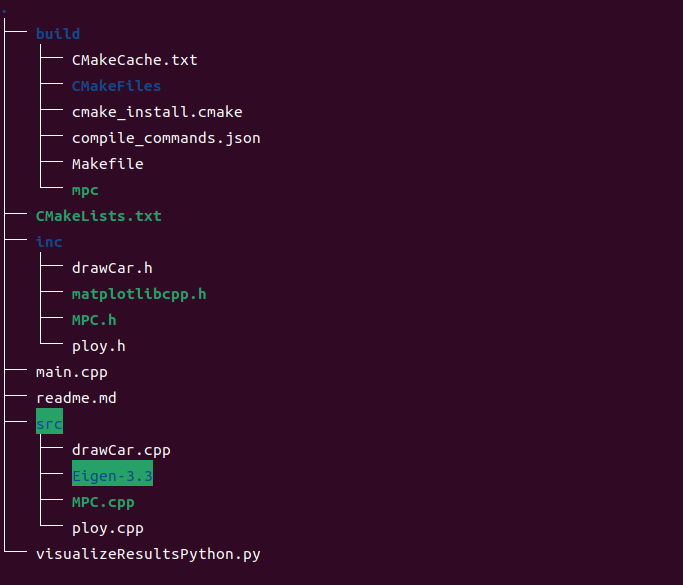 .
build
CMakeCache.txt
CMakeFiles
cmake_install.cmake
compile_commands.json
Makefile
mpc
CMakeLists.txt
inc
drawCar.h
matplotlibcpp.h
MPC.h
ploy.h
main.cpp
readme.md
src
drawCar.cpp
Eigen-3.3
MPC.cpp
ploy.cpp
visualizeResultsPython.py